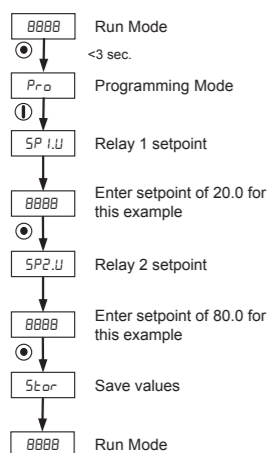 8888 Run Mode
<3 sec.
Pro Programming Mode
SP1.U Relay 1 setpoint
8888 Enter setpoint of 20.0 for
this example
SP2.U Relay 2 setpoint
8888 Enter setpoint of 80.0 for
this example
Stor Save values
8888 Run Mode